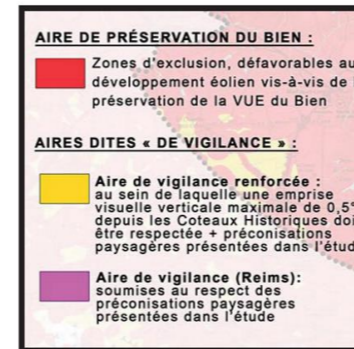 AIRE DE PRÉSERVATION DU BIEN :
Zones d'exclusion, défavorables au
développement éolien vis-à-vis de
préservation de la VUE du Bien
AIRES DITES « DE VIGILANCE » :
Aire de vigilance renforcée :
au sein de laquelle une emprise
visuelle verticale maximale de 0,5°
depuis les Coteaux Historiques doi
être respectée + préconisations
paysagères présentées dans l'étud
Aire de vigilance (Reims):
soumises au respect des
préconisations paysagères
présentées dans l'étude